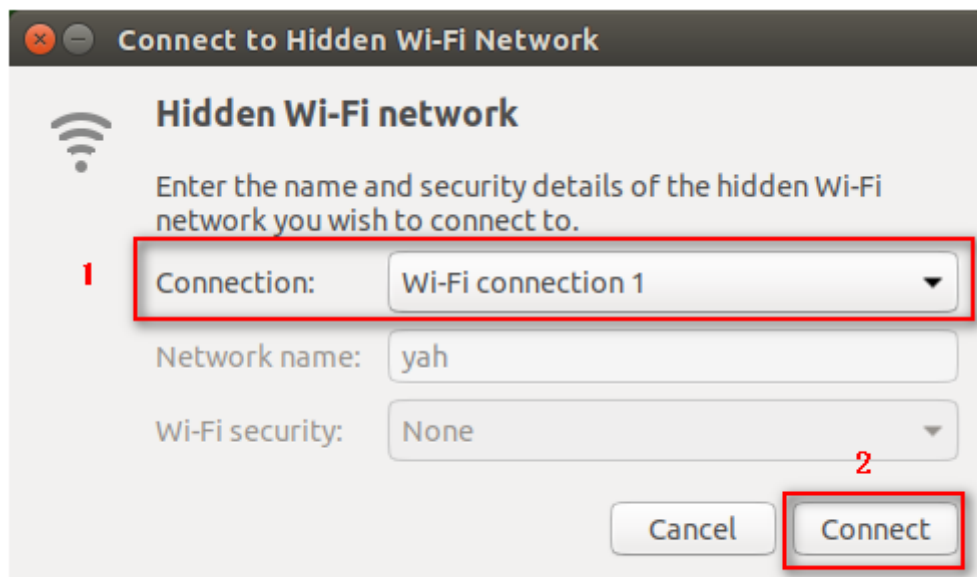 Connect to Hidden Wi-Fi Network
Hidden Wi-Fi network
Enter the name and security details of the hidden Wi-Fi
network you wish to connect to.
1 Connection: Wi-Fi connection 1
Network name: yah
Wi-Fi security: None
2
Cancel Connect